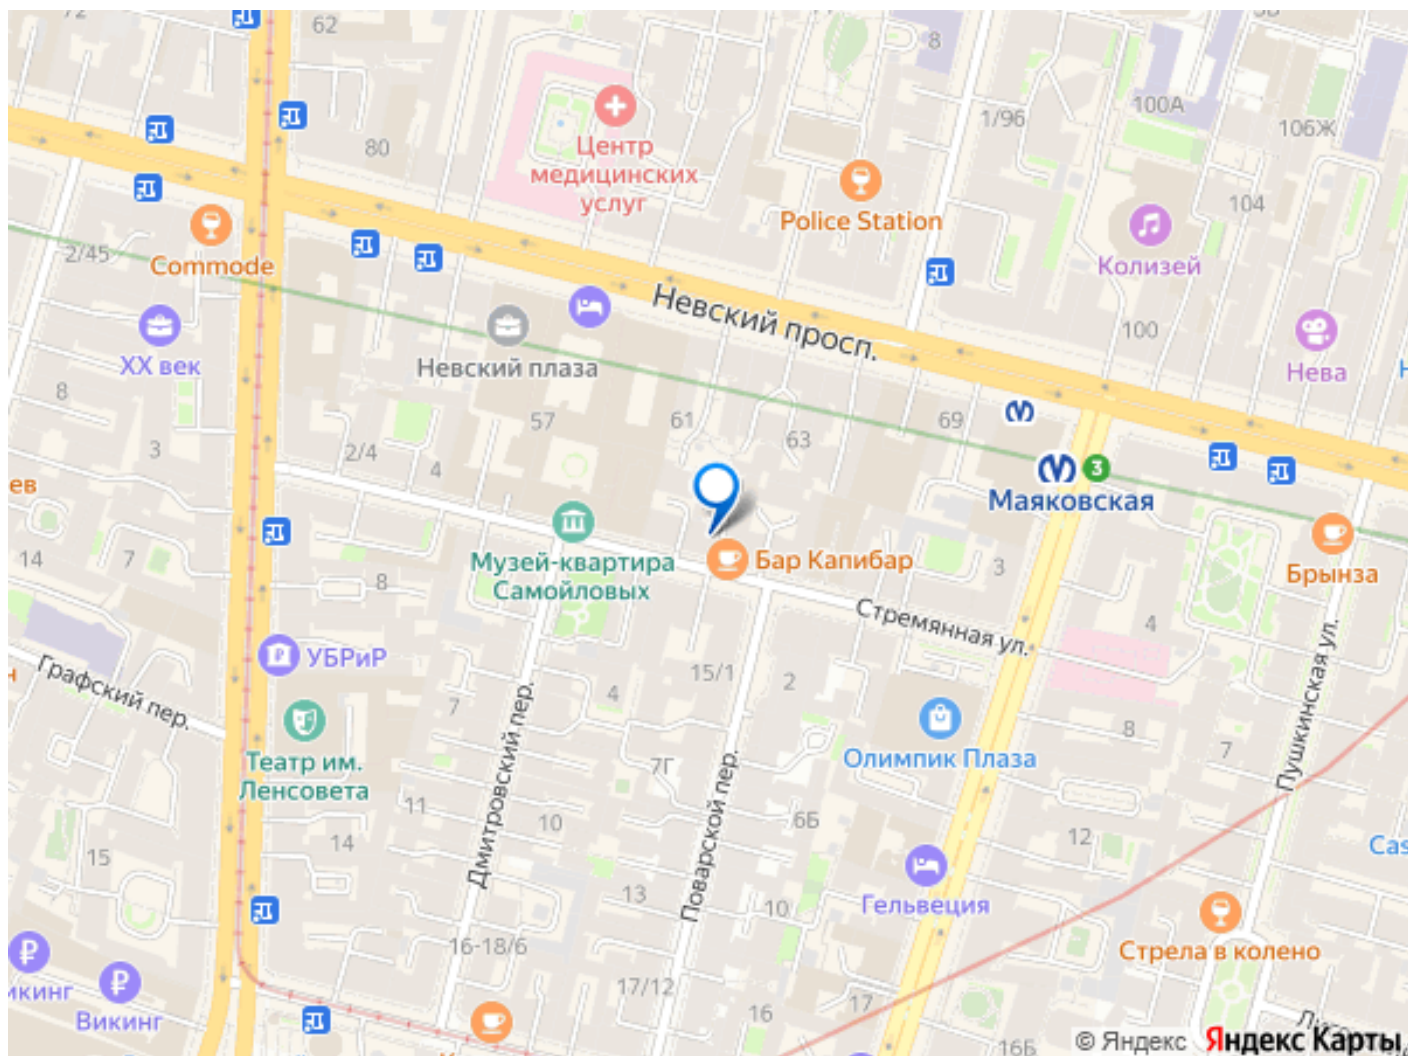 62
8
72
100А
1/96
106Ж
80
Центр
медицинских
услуг
Police Station
104
2/45
Commode
Колизей
Невский просп.
100
XX век
Невский плаза
Нева
8
57
61
63
69
3
2/4
4
3
Маяковская
ев
14
7
8
Музей-квартира
Самойловых
Бар Капибар
3
Брынза
Стремянная ул.
4
Графский пер.
УБРиР
15/1
2
4
7
Пушкинская ул.
8
7
Театр им.
Ленсовета
Дмитровский пер.
7Г
Поварской пер.
Олимпик Плаза
11
10
6Б
12
14
15
Cas
13
10
Гельвеция
16-18/6
Стрела в колено
17/12
16
17
16Б
икинг
Викинг
© Яндекс Яндекс Карты